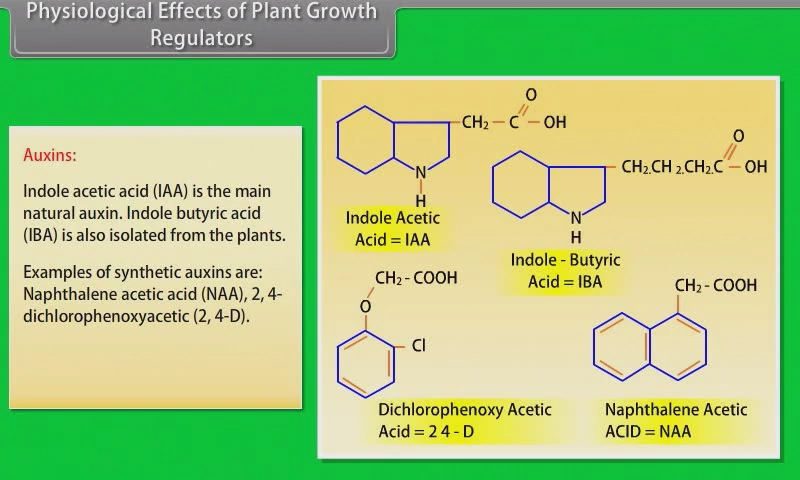 Physiological Effects of Plant Growth
Regulators
Auxins:
Indole acetic acid (IAA) is the main
natural auxin. Indole butyric acid
(IBA) is also isolated from the plants.
Examples of synthetic auxins are:
Naphthalene acetic acid (NAA), 2, 4-
dichlorophenoxyacetic (2, 4-D).
O
CH₂ – C – OH
N
H
Indole Acetic
Acid = IAA
O
CH₂.CH ₂.CH₂.C – OH
N
H
Indole - Butyric
Acid = IBA
CH₂ - COOH
O
Cl
Dichlorophenoxy Acetic
Acid = 2 4 - D
CH₂ - COOH
Naphthalene Acetic
ACID = NAA